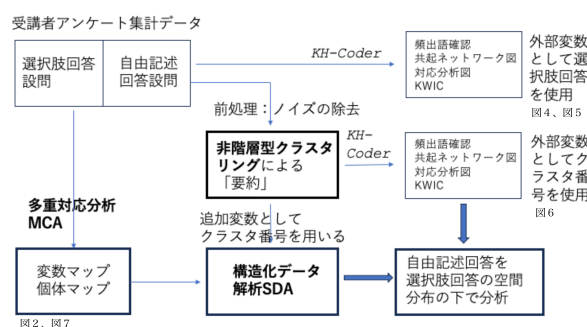 受講者アンケート集計データ
選択肢回答
設問
自由記述
回答設問
KH-Coder
頻出語確認
共起ネットワーク図
対応分析図
KWIC
外部変数
として選
択肢回答
を使用
図4、図5
前処理:ノイズの除去
非階層型クラスタ
リングによる
「要約」
KH-
Coder
頻出語確認
共起ネットワーク図
対応分析図
KWIC
外部変数
としてク
ラスタ番
号を使用
図6
多重対応分析
MCA
追加変数として
クラスタ番号を用いる
変数マップ
個体マップ
構造化データ
解析SDA
自由記述回答を
選択肢回答の空間
分布の下で分析
図2、図7